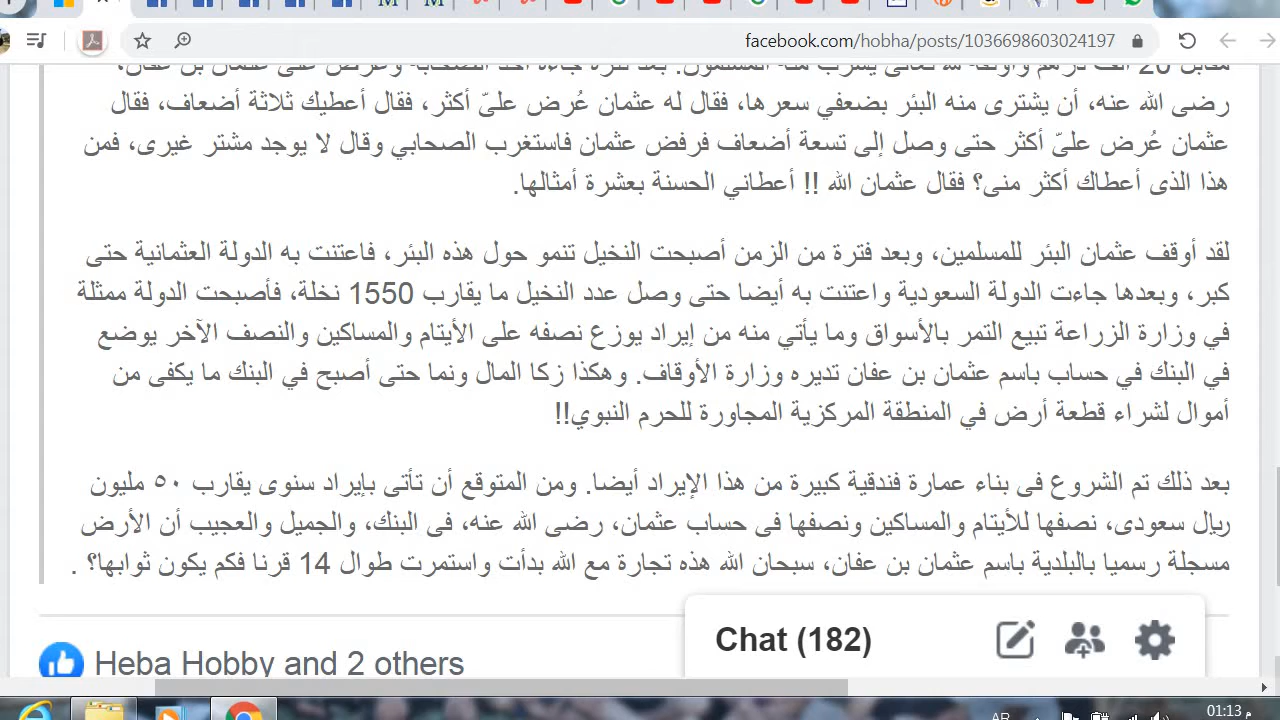 facebook.com/hobha/posts/1036698603024197
رضى الله عنه، أن يشترى منه البئر بضعفي سعرها، فقال له عثمان عُرض علىّ أكثر، فقال أعطيك ثلاثة أضعاف، فقال
عثمان عُرض علىّ أكثر حتى وصل إلى تسعة أضعاف فرفض عثمان فاستغرب الصحابي وقال لا يوجد مشتر غيرى، فمن
هذا الذى أعطاك أكثر منى؟ فقال عثمان الله !! أعطاني الحسنة بعشرة أمثالها.
لقد أوقف عثمان البئر للمسلمين، وبعد فترة من الزمن أصبحت النخيل تنمو حول هذه البئر، فاعتنت به الدولة العثمانية حتى
كبر، وبعدها جاءت الدولة السعودية واعتنت به أيضا حتى وصل عدد النخيل ما يقارب 1550 نخلة، فأصبحت الدولة ممثلة
في وزارة الزراعة تبيع التمر بالأسواق وما يأتي منه من إيراد يوزع نصفه على الأيتام والمساكين والنصف الآخر يوضع
في البنك في حساب باسم عثمان بن عفان تديره وزارة الأوقاف. وهكذا زكا المال ونما حتى أصبح في البنك ما يكفى من
أموال لشراء قطعة أرض في المنطقة المركزية المجاورة للحرم النبوي!!
بعد ذلك تم الشروع فى بناء عمارة فندقية كبيرة من هذا الإيراد أيضا. ومن المتوقع أن تأتى بإيراد سنوى يقارب ٥٠ مليون
ريال سعودى، نصفها للأيتام والمساكين ونصفها فى حساب عثمان، رضى الله عنه، فى البنك، والجميل والعجيب أن الأرض
مسجلة رسميا بالبلدية باسم عثمان بن عفان، سبحان الله هذه تجارة مع الله بدأت واستمرت طوال 14 قرنا فكم يكون ثوابها؟ .
Chat (182)
Heba Hobby and 2 others
AR
01:13 م